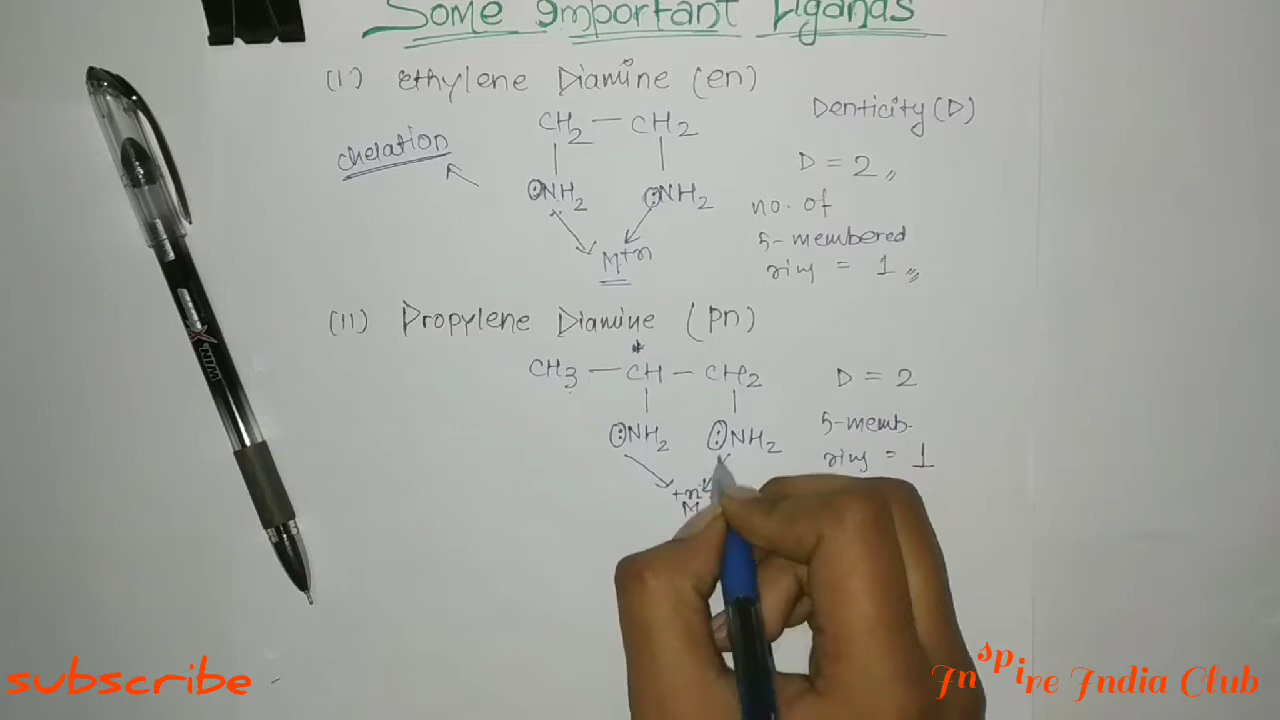 Some Important Ligands
(I) ethylene Diamine (en)
CH2 — CH2
Denticity (D)
chelation
D = 2
:NH2 :NH2
no. of
5-membered
ring = 1
M+n
(II) Propylene Diamine (pn)
*
CH3 — CH — CH2
D = 2
:NH2 :NH2
5-memb.
ring = 1
+n
M
WIN X
subscribe
Inspire India Club